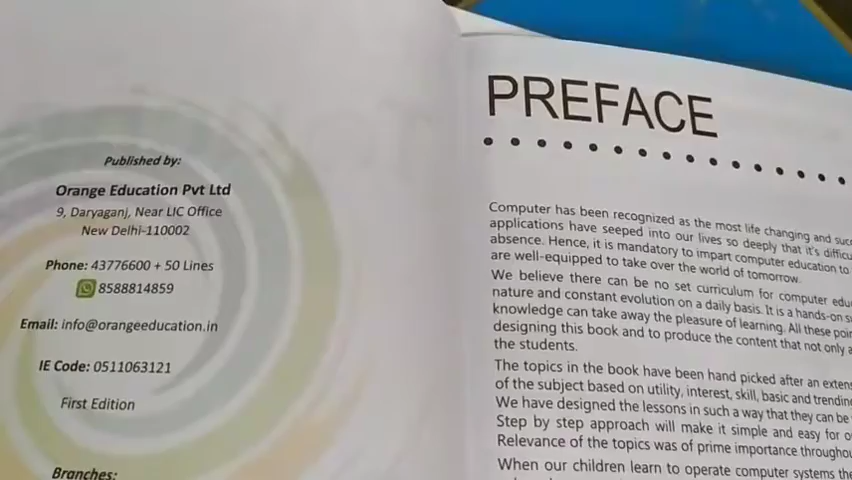 Published by:
Orange Education Pvt Ltd
9, Daryaganj, Near LIC Office
New Delhi-110002
Phone: 43776600 + 50 Lines
8588814859
Email: info@orangeeducation.in
IE Code: 0511063121
First Edition
Branches:
PREFACE
Computer has been recognized as the most life changing and
applications have seeped into our lives so deeply that it's
absence. Hence, it is mandatory to impart computer education to
are well-equipped to take over the world of tomorrow.
We believe there can be no set curriculum for computer
nature and constant evolution on a daily basis. It is a hands-on
knowledge can take away the pleasure of learning. All these
designing this book and to produce the content that not only
the students.
The topics in the book have been hand picked after an
of the subject based on utility, interest, skill, basic and
We have designed the lessons in such a way that they can be
Step by step approach will make it simple and easy for
Relevance of the topics was of prime importance
When our children learn to operate computer systems